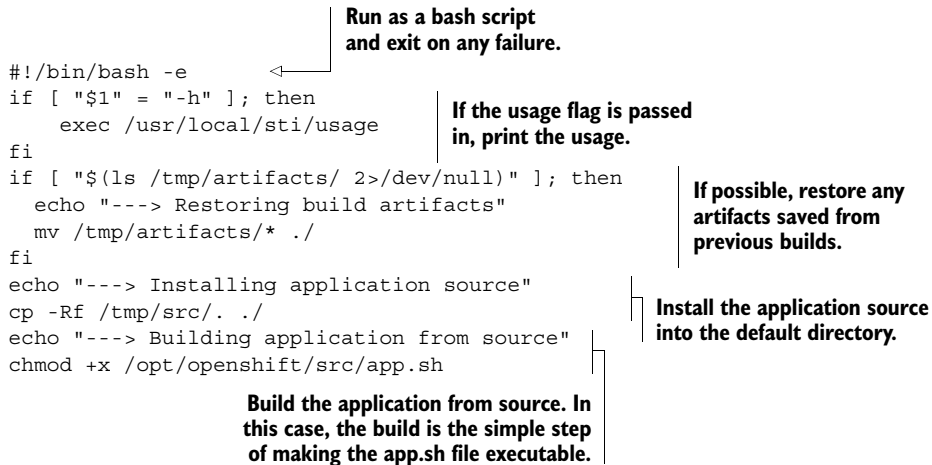 Run as a bash script
and exit on any failure.
#!/bin/bash -e
if [ "$1" = "-h" ]; then
    exec /usr/local/sti/usage
fi
If the usage flag is passed
in, print the usage.
if [ "$(ls /tmp/artifacts/ 2>/dev/null)" ]; then
  echo "---> Restoring build artifacts"
  mv /tmp/artifacts/* ./
fi
If possible, restore any
artifacts saved from
previous builds.
echo "---> Installing application source"
cp -Rf /tmp/src/. ./
Install the application source
into the default directory.
echo "---> Building application from source"
chmod +x /opt/openshift/src/app.sh
Build the application from source. In
this case, the build is the simple step
of making the app.sh file executable.